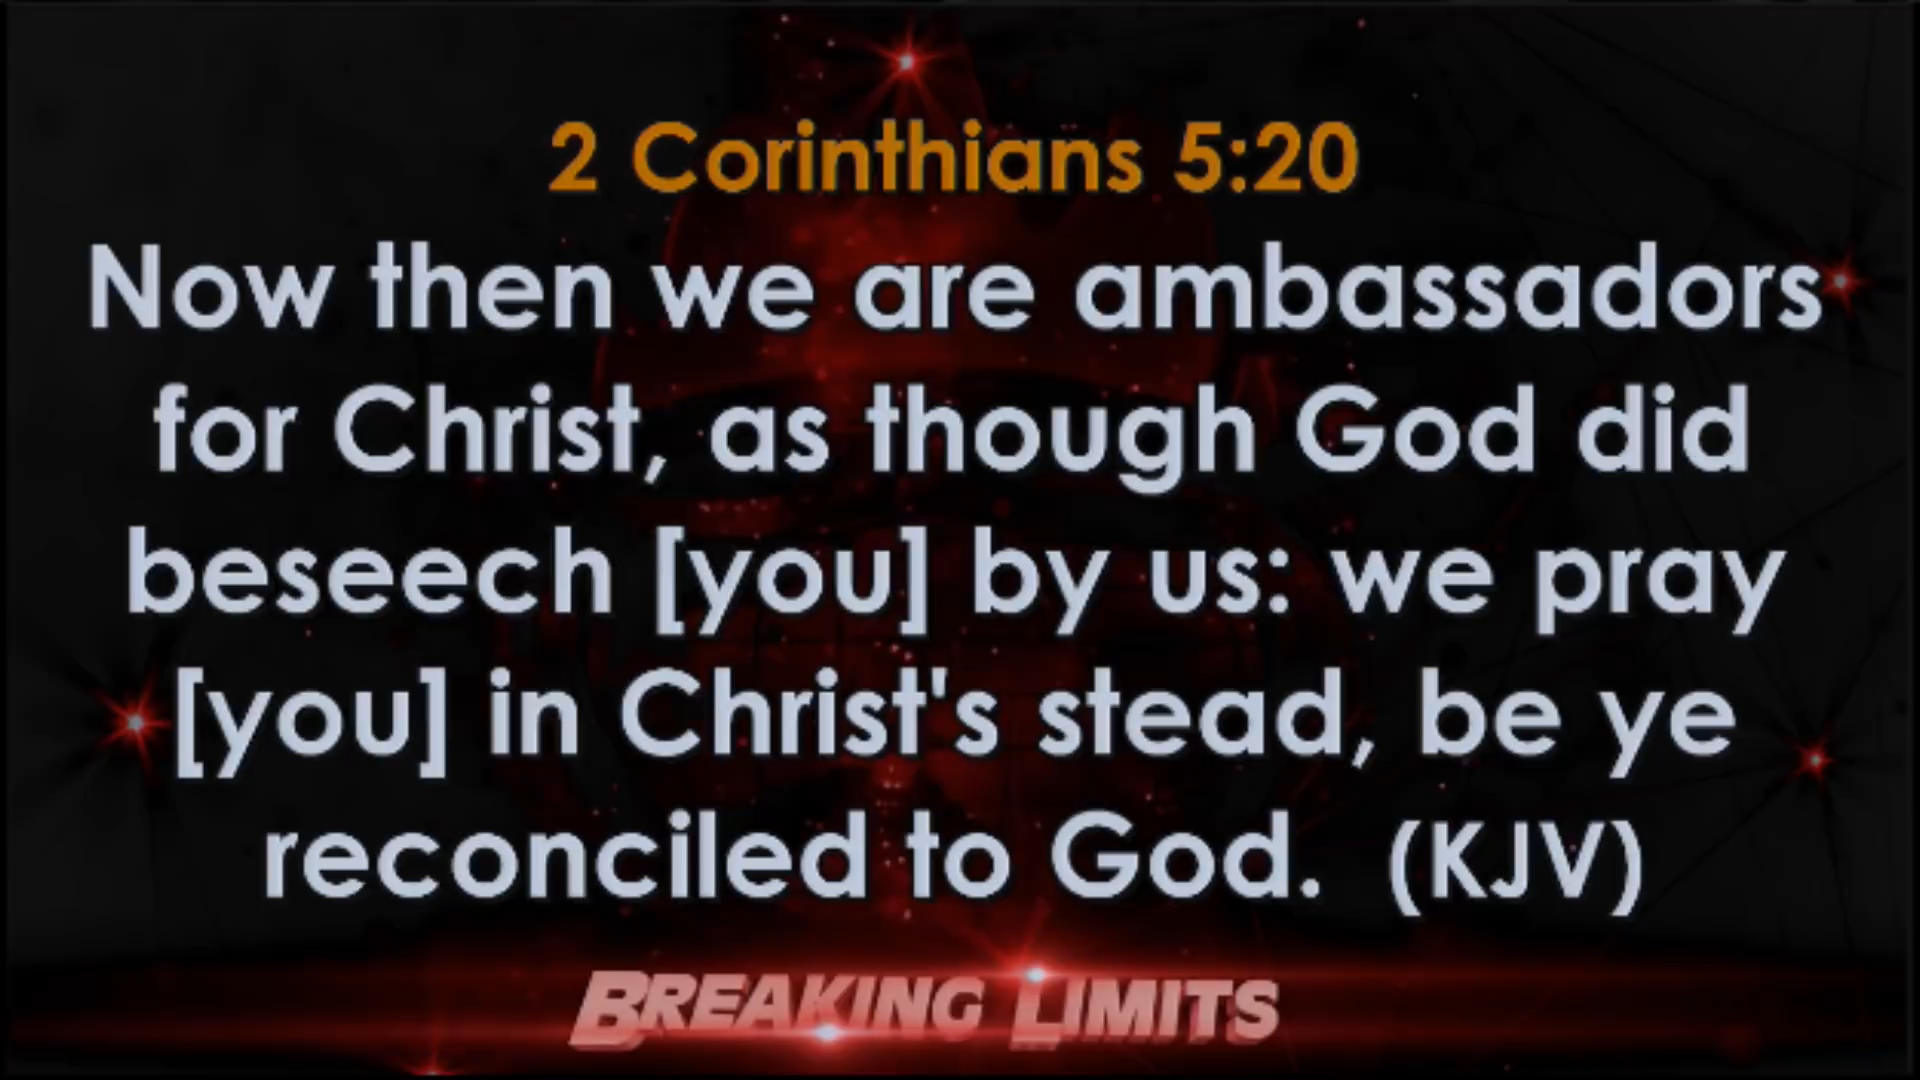 2 Corinthians 5:20
Now then we are ambassadors
for Christ, as though God did
beseech [you] by us: we pray
[you] in Christ's stead, be ye
reconciled to God.  (KJV)
BREAKING LIMITS